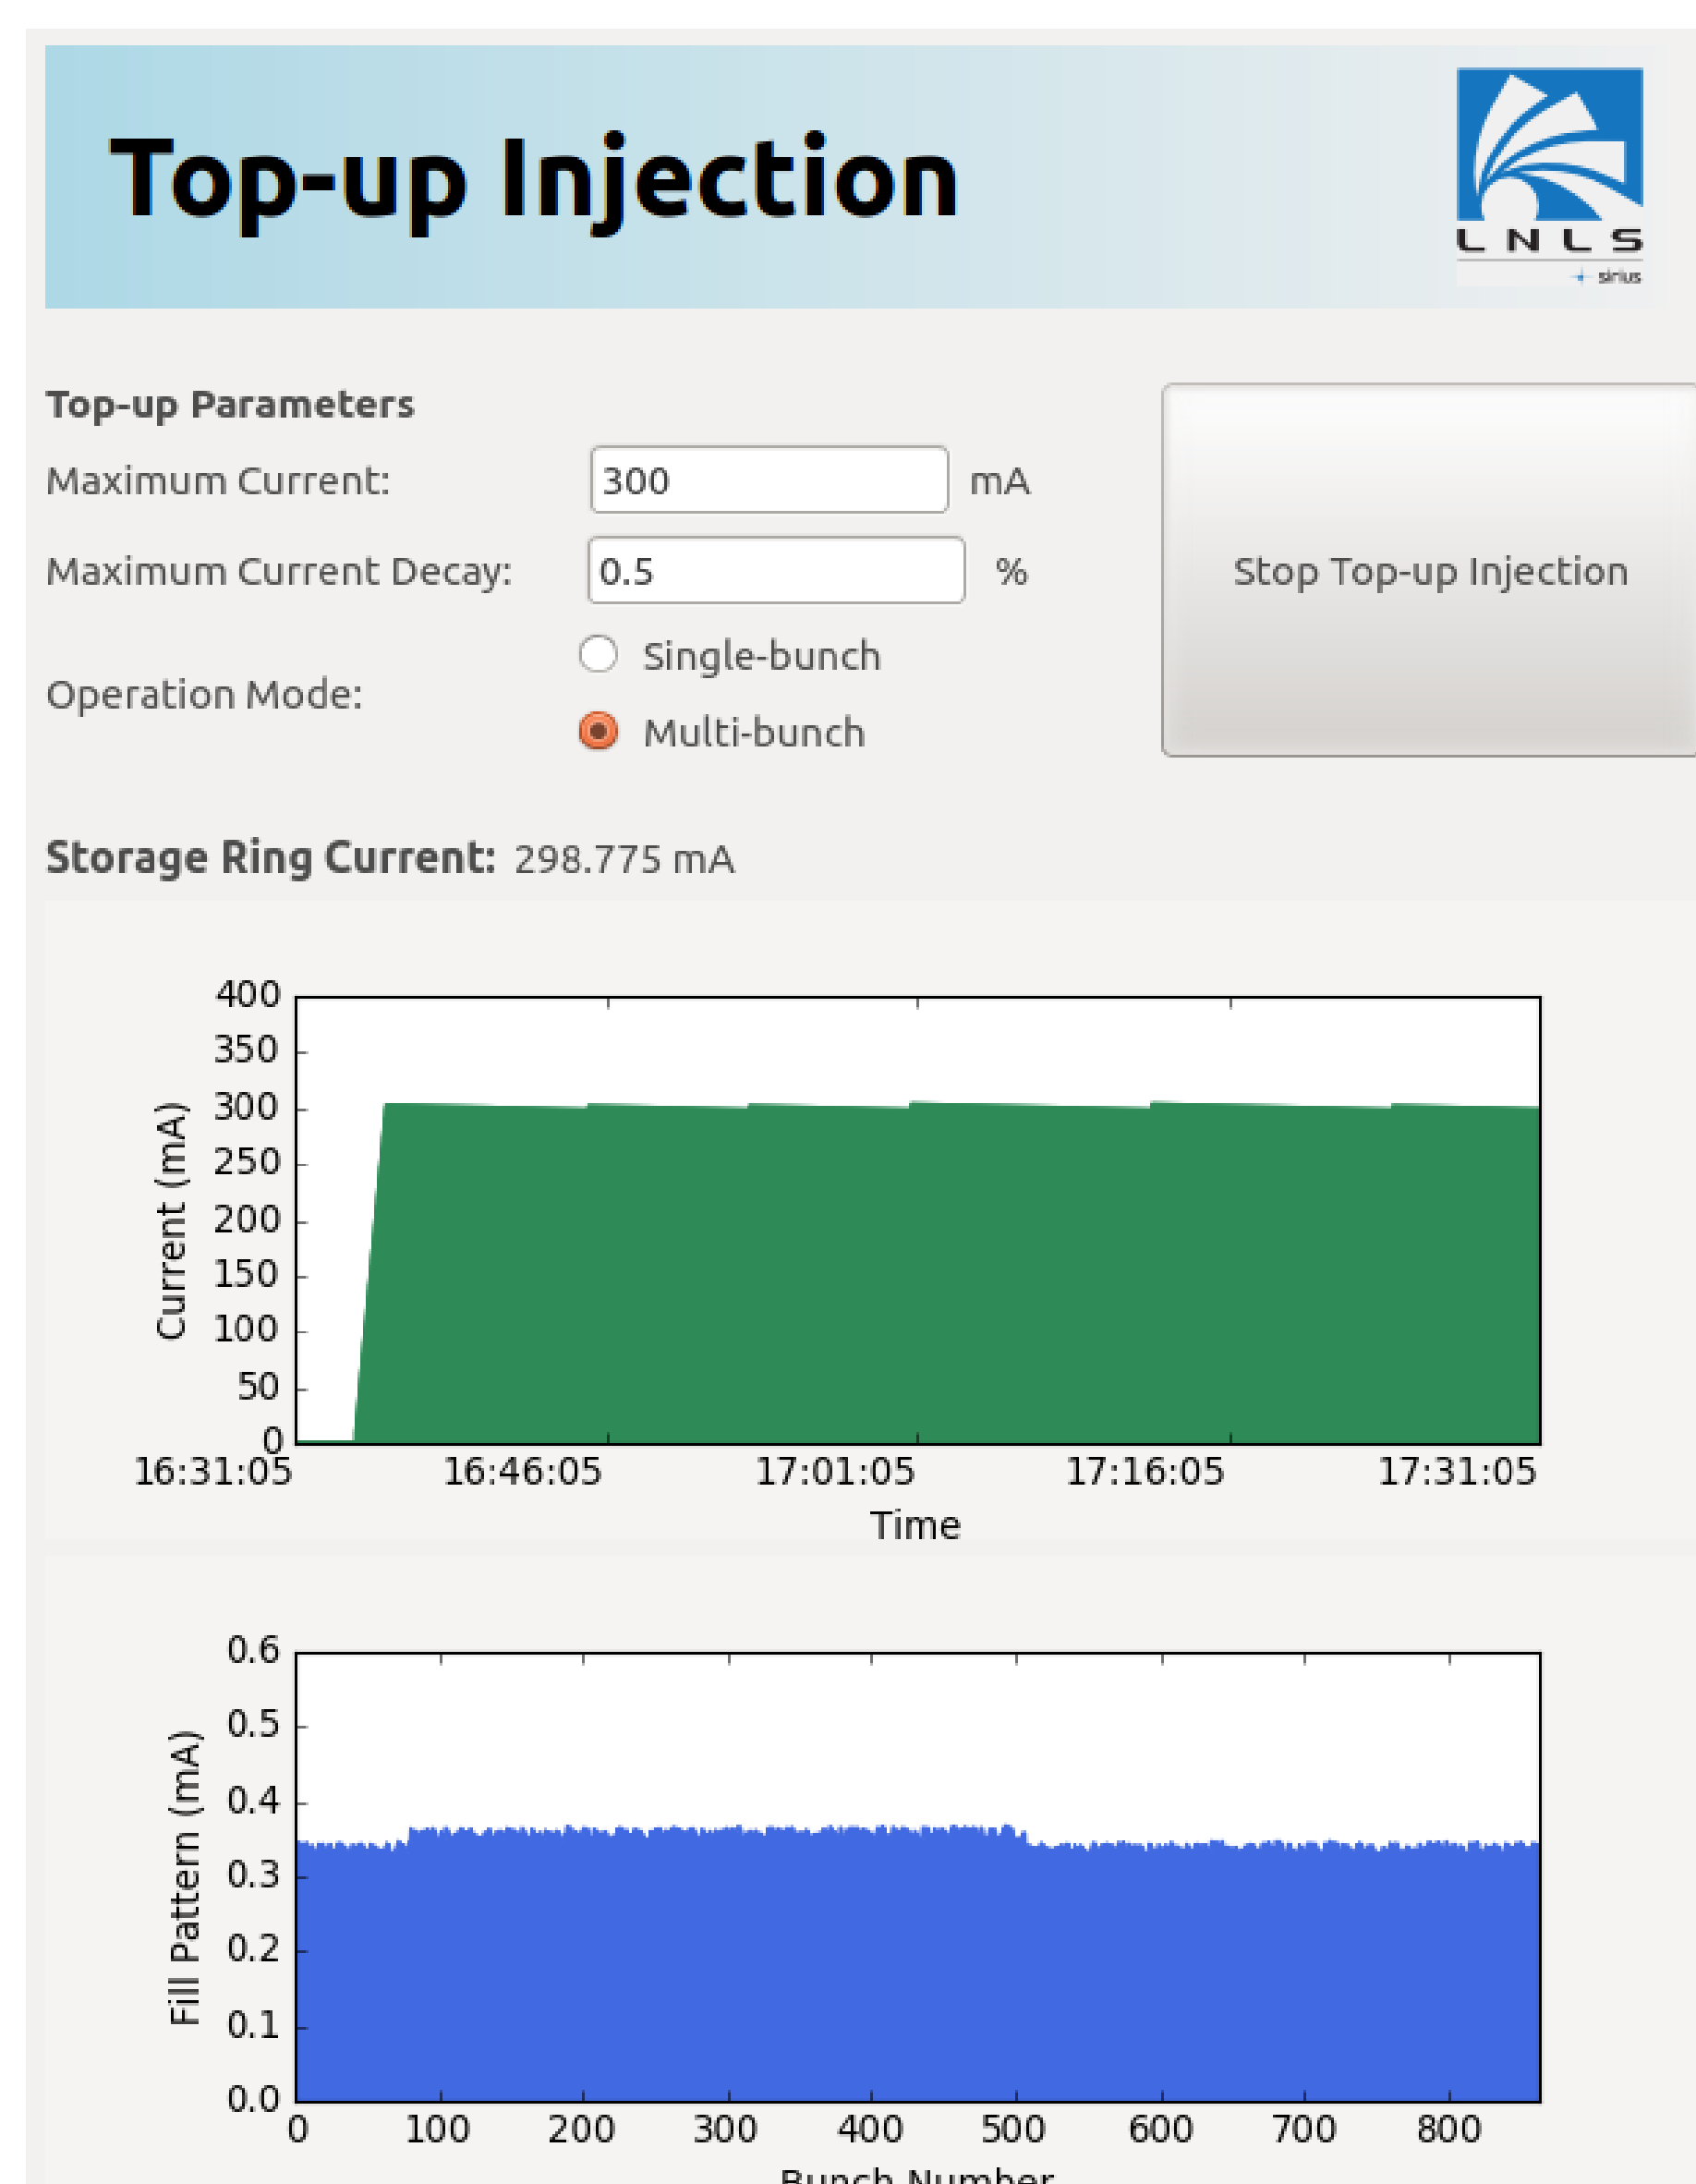 Top-up Injection
LNLS
sirius
Top-up Parameters
Maximum Current: 300 mA
Maximum Current Decay: 0.5 %
Stop Top-up Injection
Operation Mode:
Single-bunch
Multi-bunch
Storage Ring Current: 298.775 mA
400
350
300
250
200
150
100
50
0
Current (mA)
16:31:05 16:46:05 17:01:05 17:16:05 17:31:05
Time
0.6
0.5
0.4
0.3
0.2
0.1
0.0
Fill Pattern (mA)
0 100 200 300 400 500 600 700 800
Bunch Number